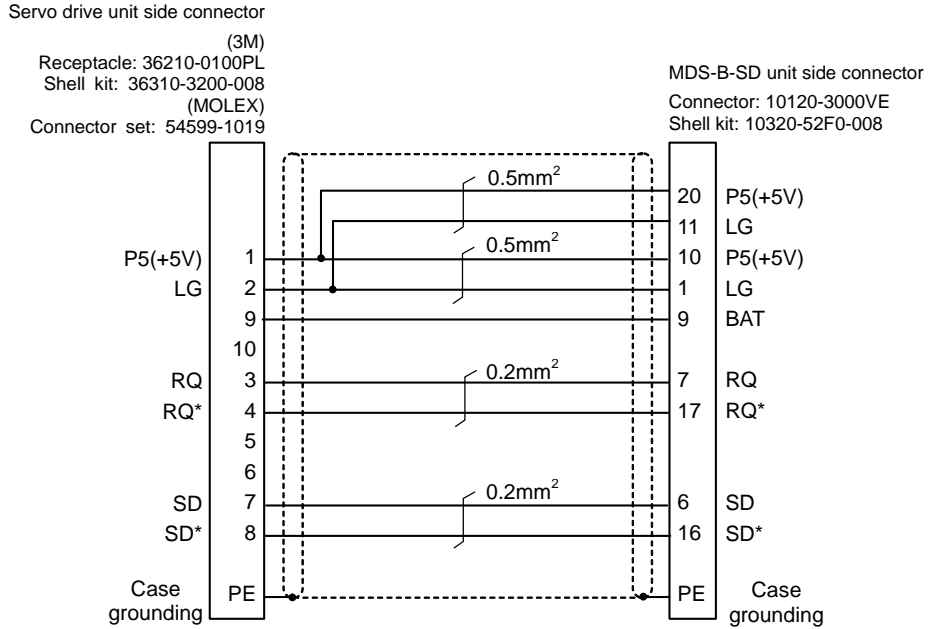 Servo drive unit side connector
(3M)
Receptacle: 36210-0100PL
Shell kit: 36310-3200-008
(MOLEX)
Connector set: 54599-1019
MDS-B-SD unit side connector
Connector: 10120-3000VE
Shell kit: 10320-52F0-008
0.5mm²
20 P5(+5V)
11 LG
0.5mm²
P5(+5V) 1 10 P5(+5V)
LG 2 1 LG
9 9 BAT
10
0.2mm²
RQ 3 7 RQ
RQ* 4 17 RQ*
5
6
0.2mm²
SD 7 6 SD
SD* 8 16 SD*
Case grounding PE PE Case grounding